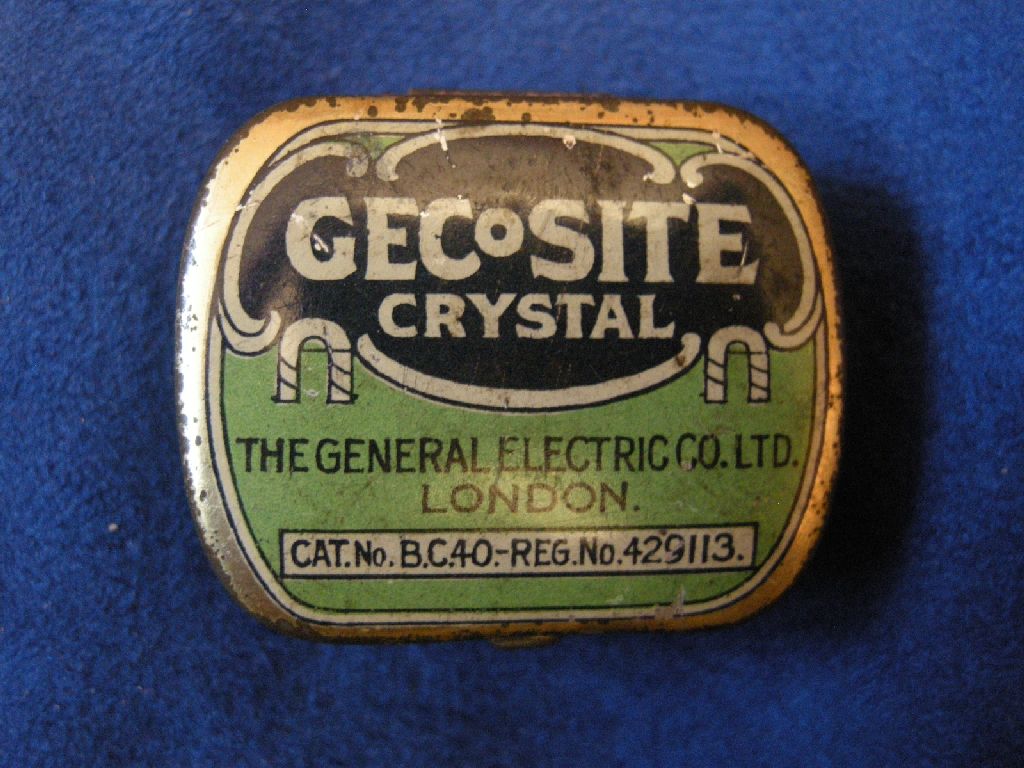 GECoSITE
CRYSTAL
THE GENERAL ELECTRIC CO. LTD.
LONDON.
CAT. No. B.C.40-REG. No. 429113.